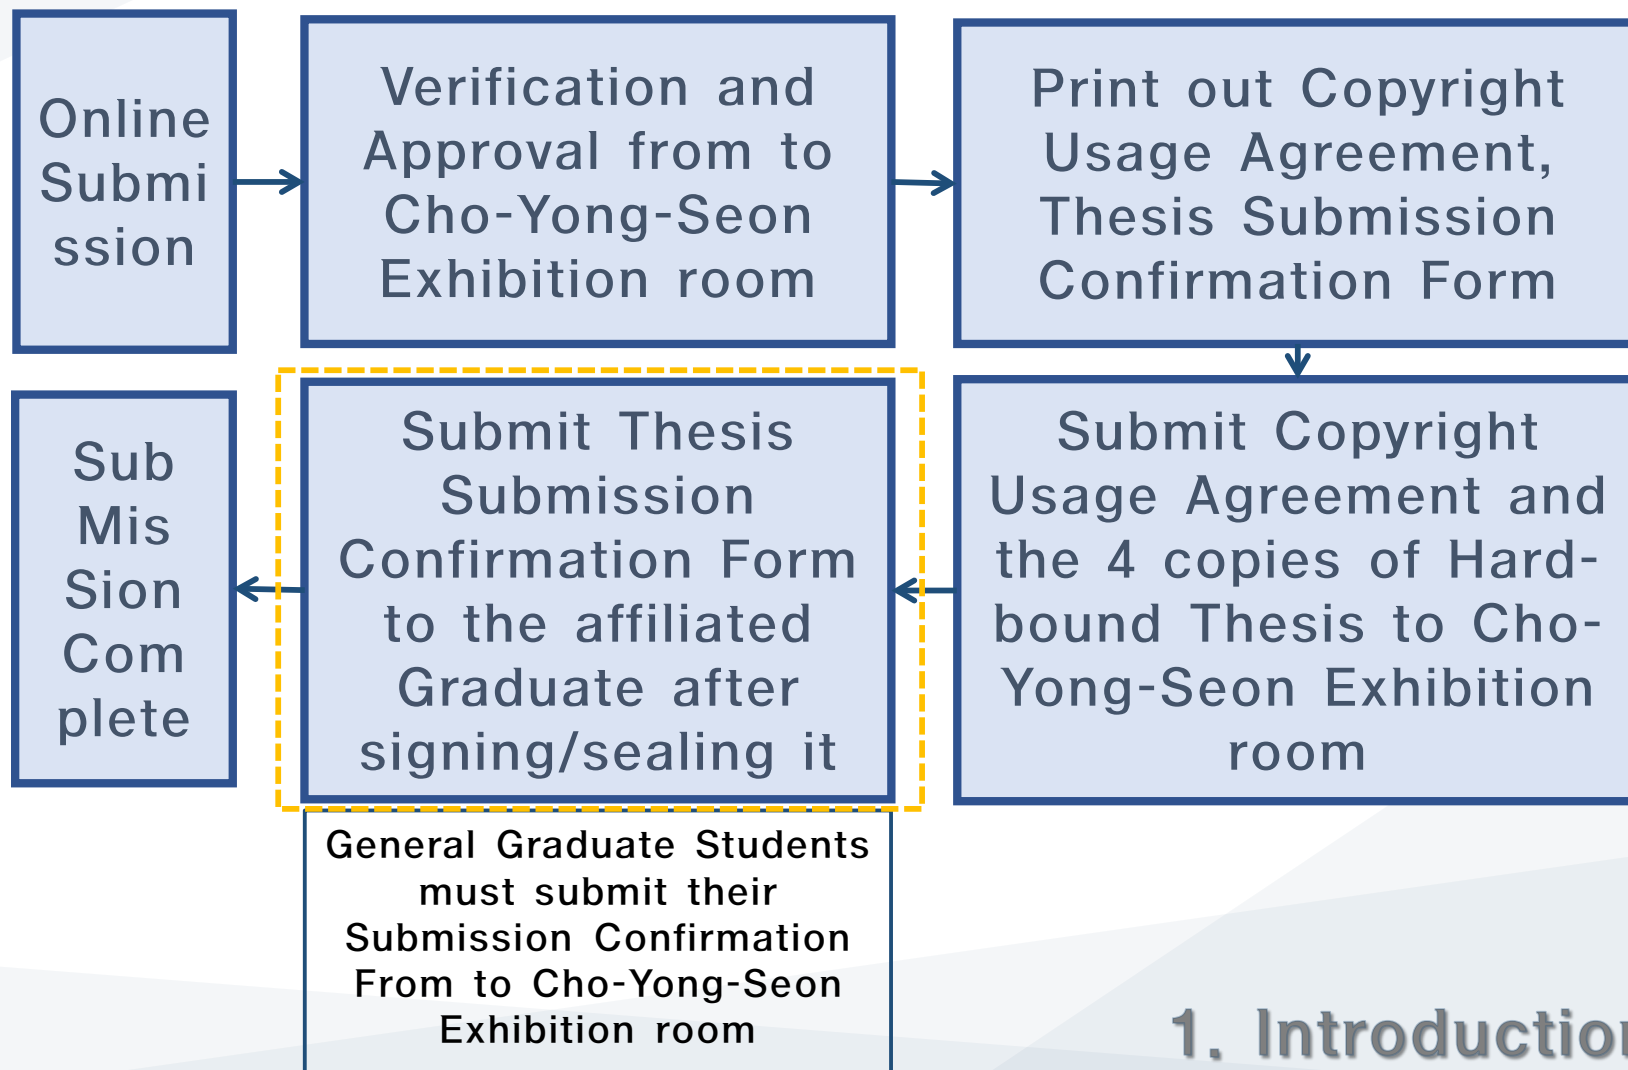 Online
Submi
ssion
Verification and
Approval from to
Cho-Yong-Seon
Exhibition room
Print out Copyright
Usage Agreement,
Thesis Submission
Confirmation Form
Submit Copyright
Usage Agreement and
the 4 copies of Hard-
bound Thesis to Cho-
Yong-Seon Exhibition
room
Submit Thesis
Submission
Confirmation Form
to the affiliated
Graduate after
signing/sealing it
General Graduate Students
must submit their
Submission Confirmation
From to Cho-Yong-Seon
Exhibition room
Sub
Mis
Sion
Com
plete
1. Introduction